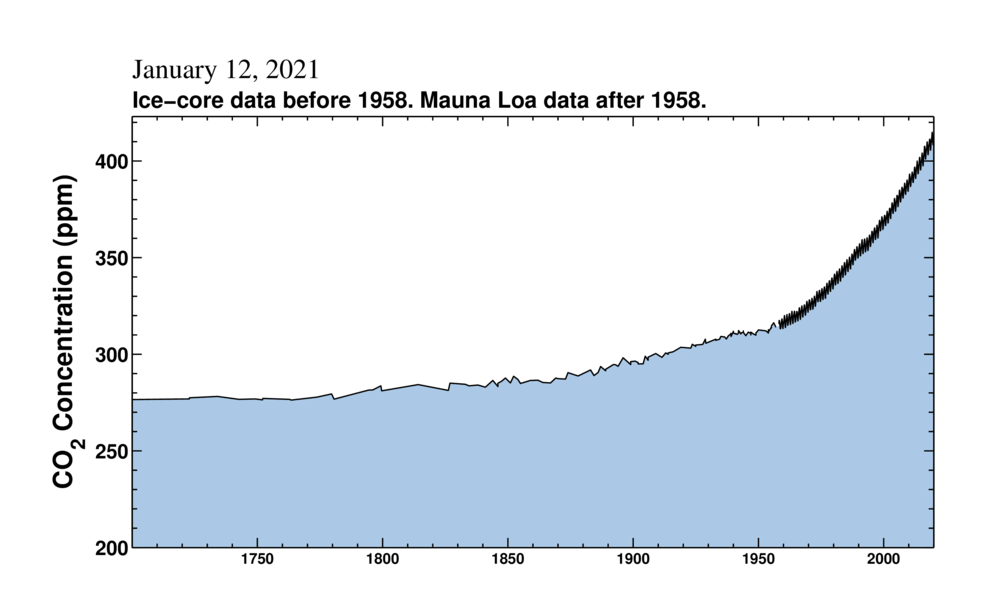 January 12, 2021
Ice–core data before 1958. Mauna Loa data after 1958.
CO2 Concentration (ppm)
400
350
300
250
200
1750 1800 1850 1900 1950 2000